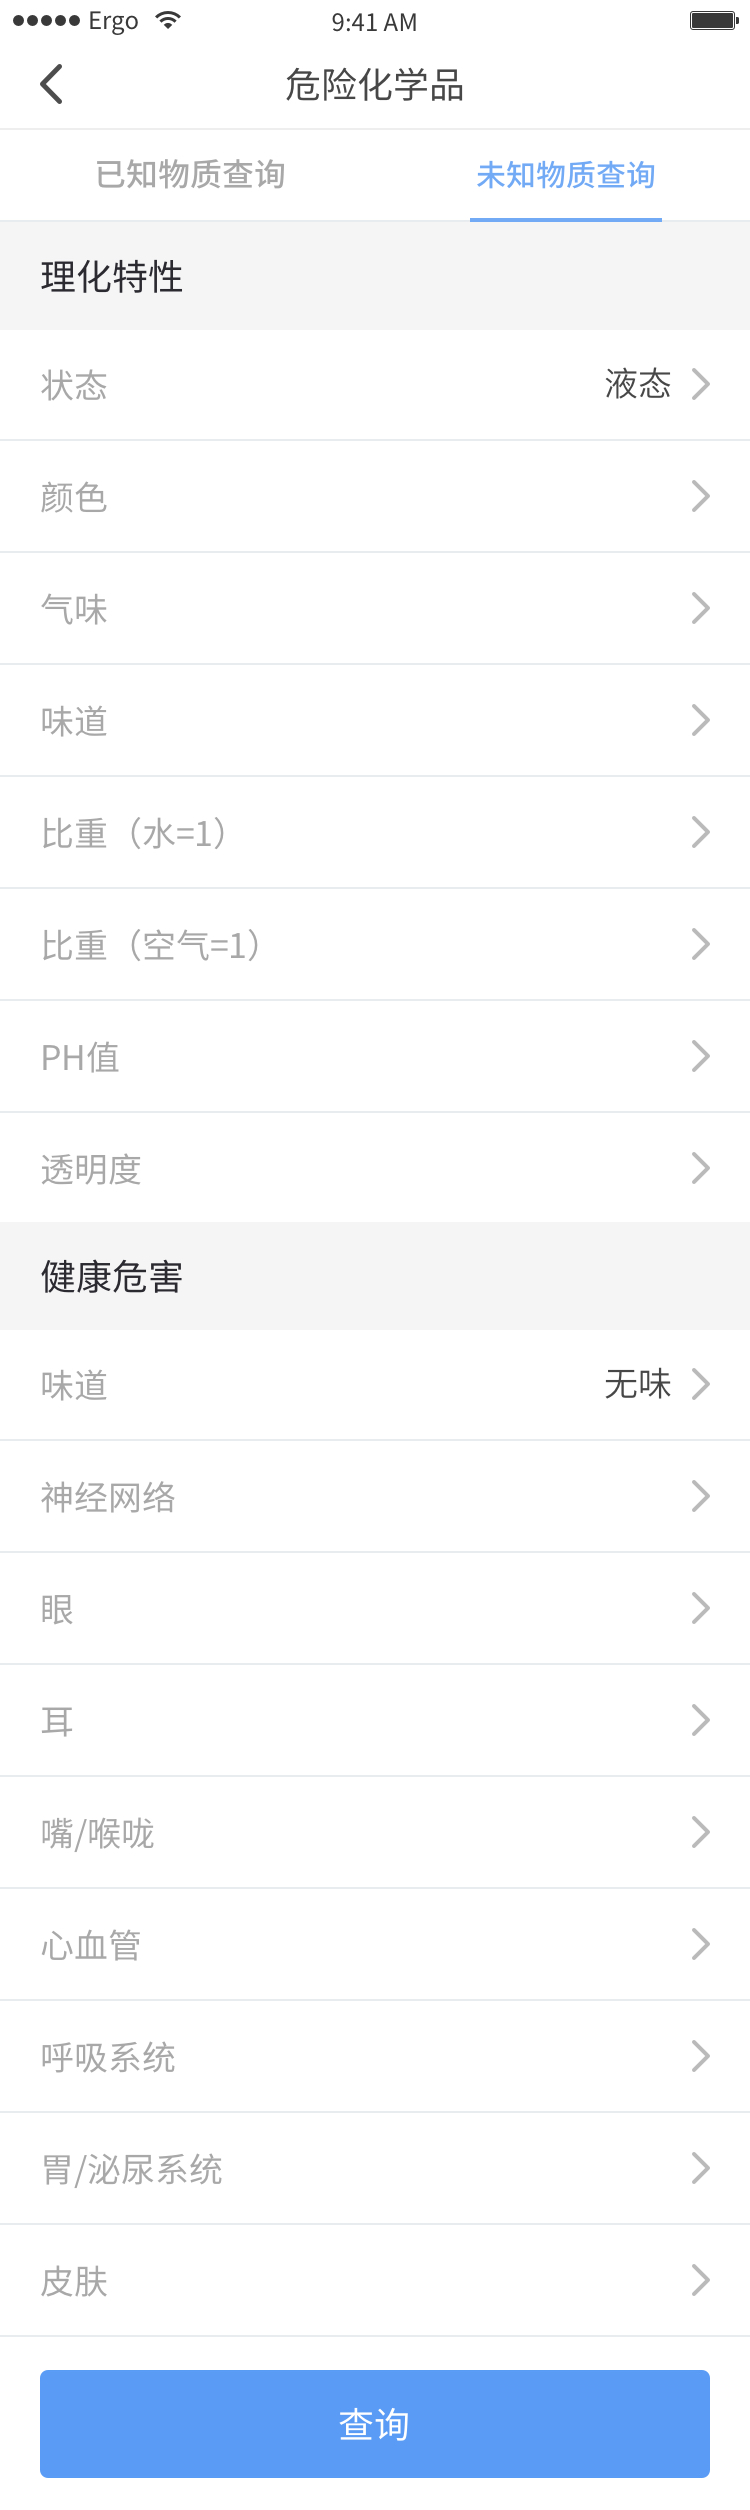 Ergo 9:41 AM
危险化学品
已知物质查询 未知物质查询
理化特性
状态 液态
颜色
气味
味道
比重（水=1）
比重（空气=1）
PH值
透明度
健康危害
味道 无味
神经网络
眼
耳
嘴/喉咙
心血管
呼吸系统
胃/泌尿系统
皮肤
查询